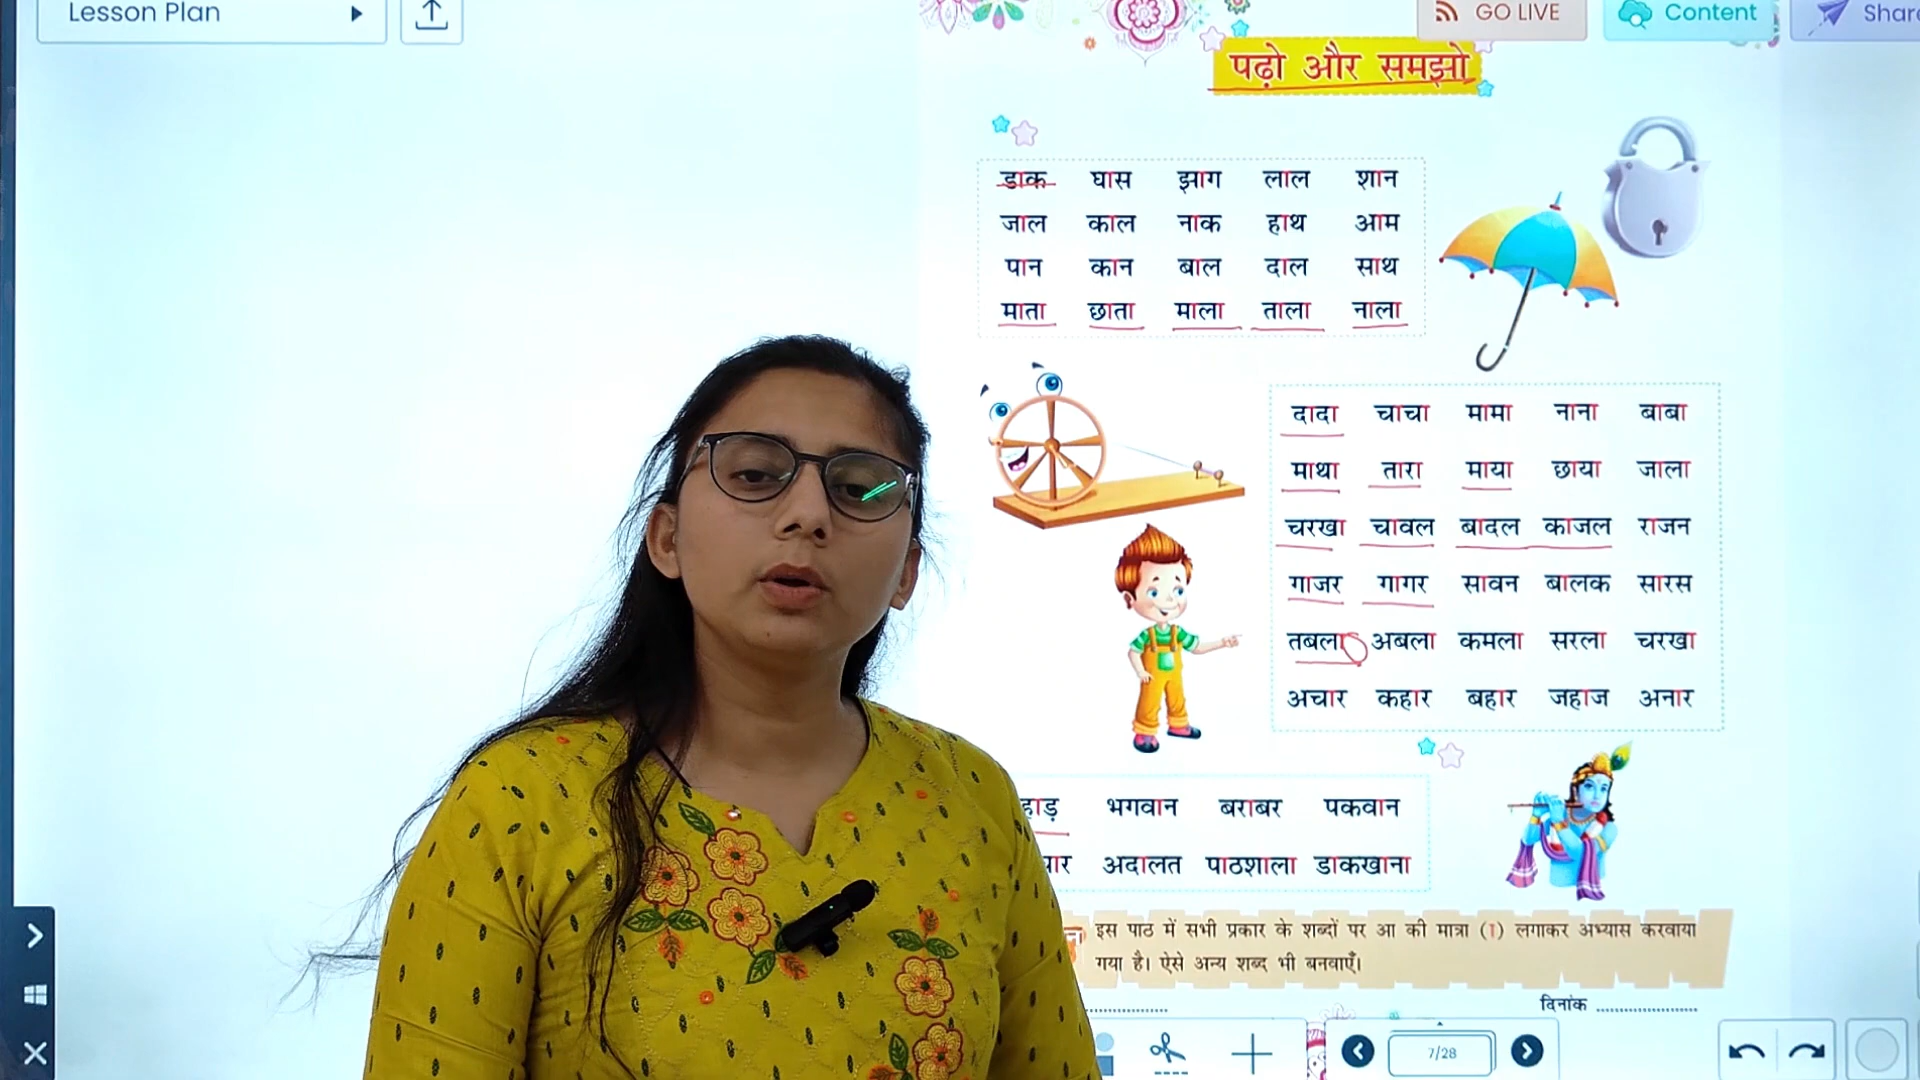 Lesson Plan
GO LIVE
Content
पढ़ो और समझो
डाक घास झाग लाल शान
जाल काल नाक हाथ आम
पान कान बाल दाल साथ
माता छाता माला ताला नाला
दादा चाचा मामा नाना बाबा
माथा तारा माया छाया जाला
चरखा चावल बादल काजल राजन
गाजर गागर सावन बालक सारस
तबला अबला कमला सरला चरखा
अचार कहार बहार जहाज अनार
भगवान बराबर पकवान
अदालत पाठशाला डाकखाना
इस पाठ में सभी प्रकार के शब्दों पर आ की मात्रा (ा) लगाकर अभ्यास करवाया
गया है। ऐसे अन्य शब्द भी बनवाएँ।
दिनांक ....................
7/28